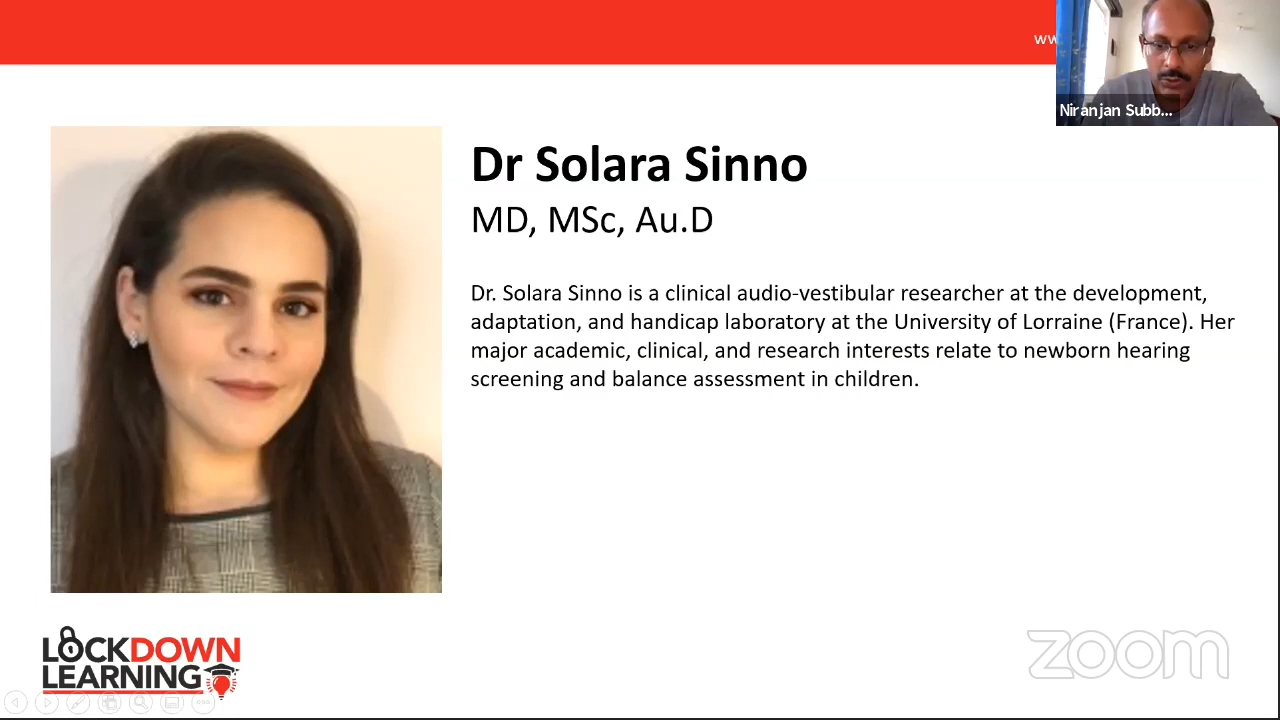 Niranjan Subb...
Dr Solara Sinno
MD, MSc, Au.D
Dr. Solara Sinno is a clinical audio-vestibular researcher at the development,
adaptation, and handicap laboratory at the University of Lorraine (France). Her
major academic, clinical, and research interests relate to newborn hearing
screening and balance assessment in children.
LOCKDOWN
LEARNING
zoom